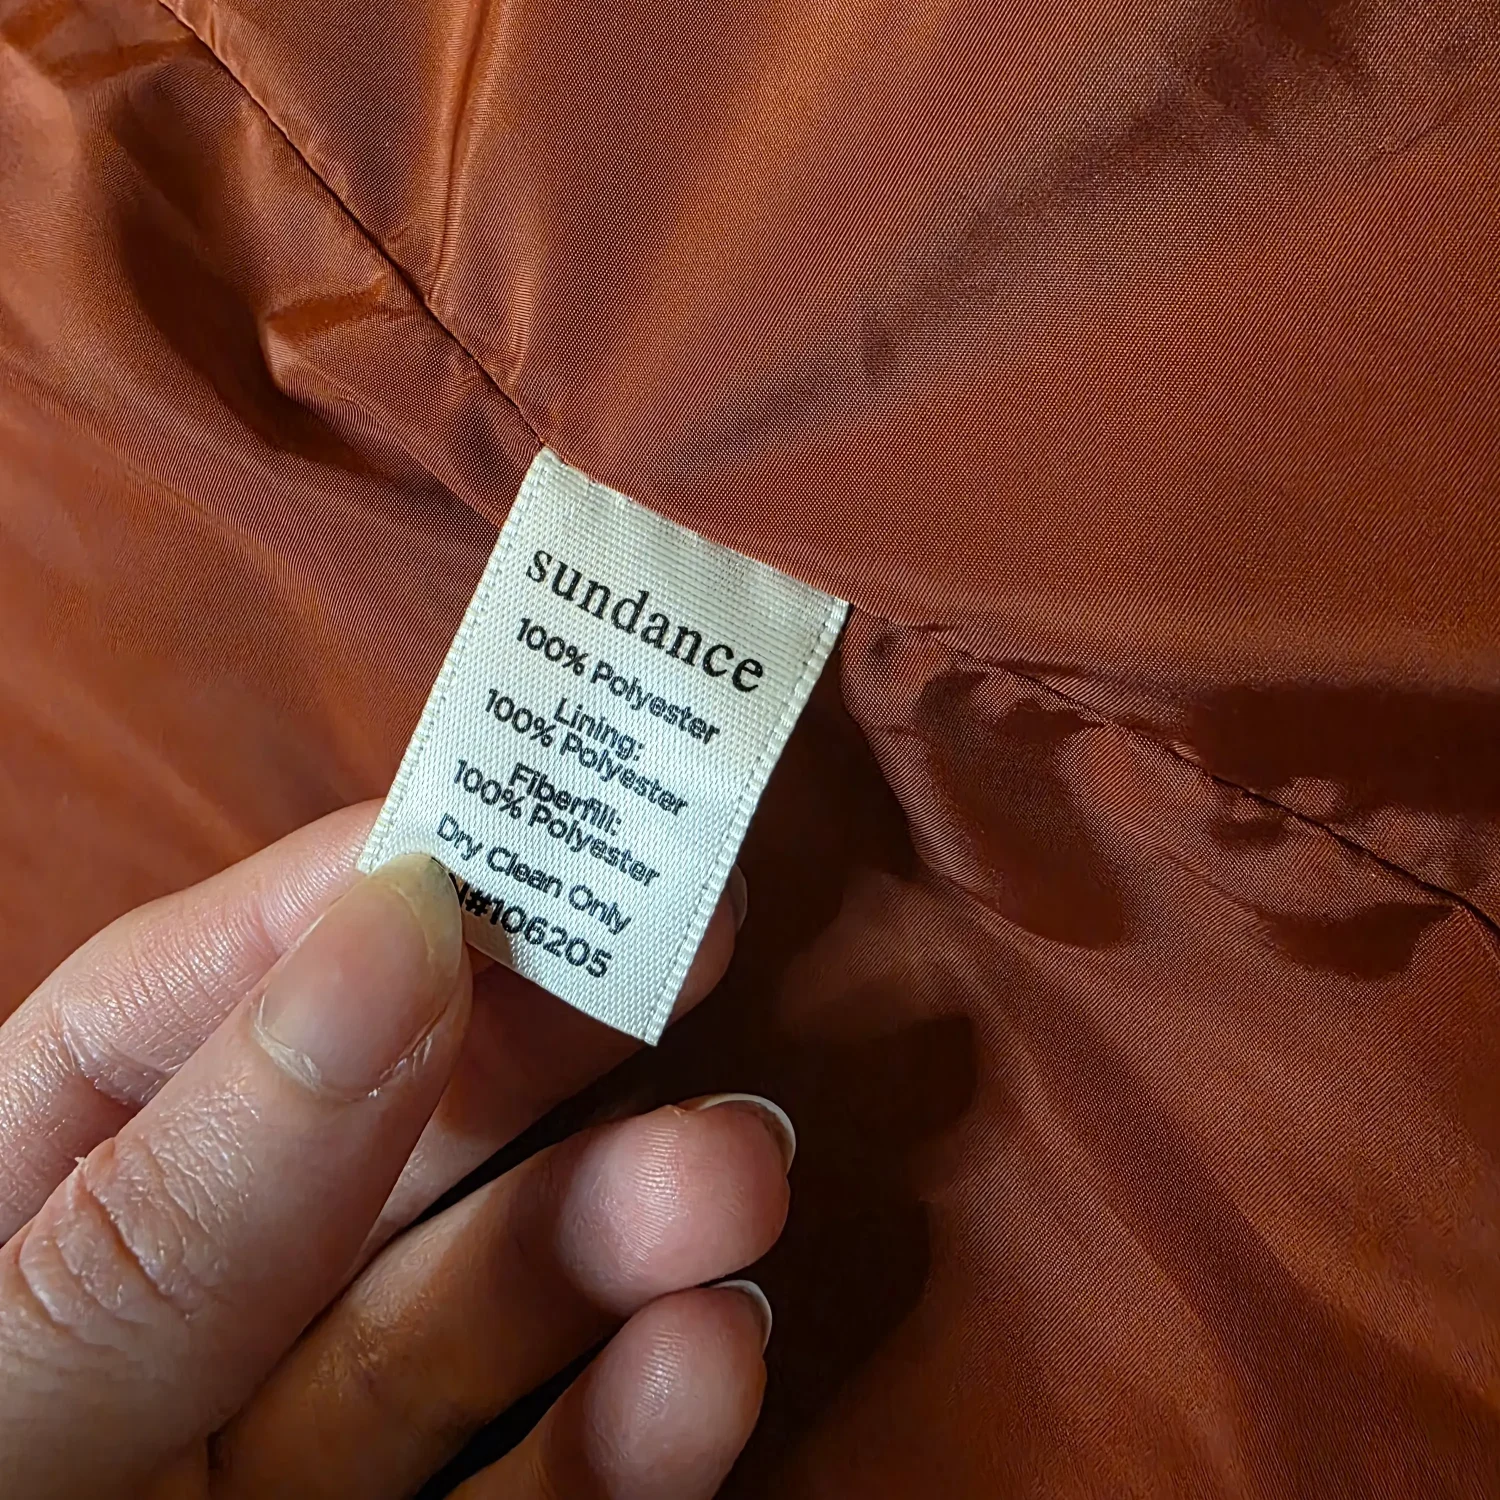 sundance
100% Polyester
Lining:
100% Polyester
Fiberfill:
100% Polyester
Dry Clean Only
N#106205